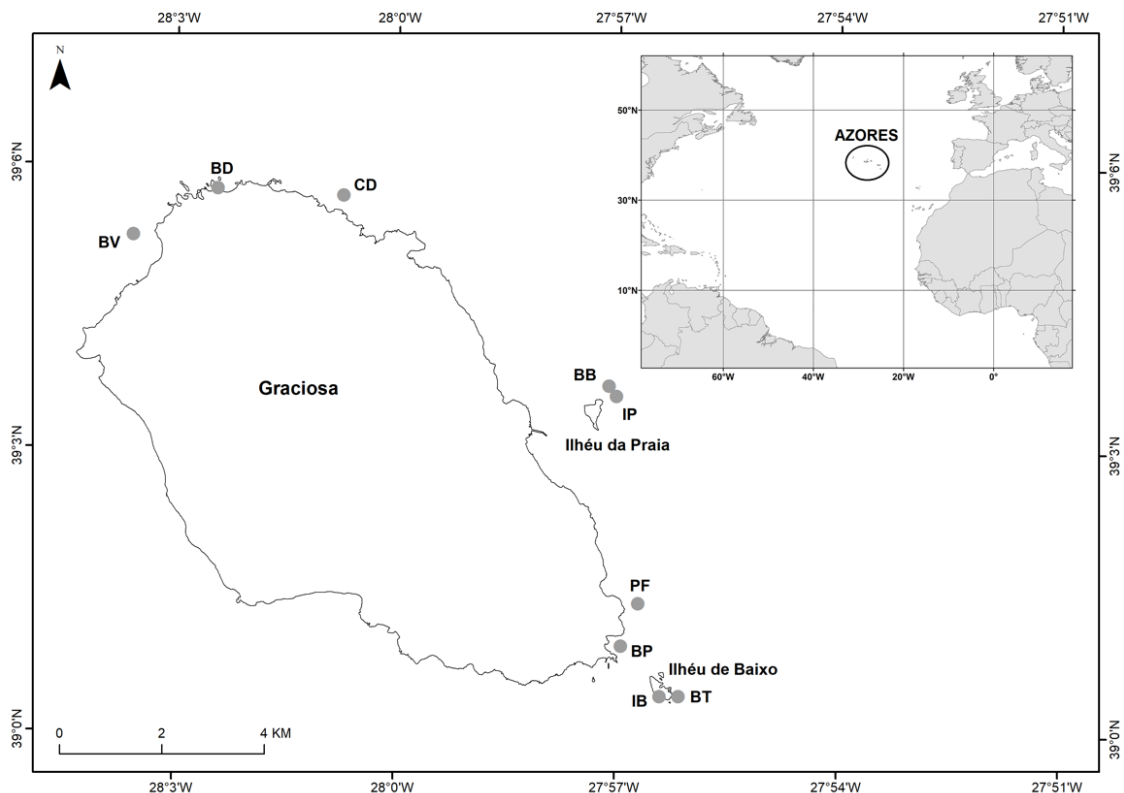 28°3'W 28°0'W 27°57'W 27°54'W 27°51'W
N
50°N
AZORES
30°N
10°N
60°W 40°W 20°W 0°
39°6'N
39°6'N
BD
CD
BV
BB
Graciosa
IP
Ilhéu da Praia
39°3'N
39°3'N
PF
BP
Ilhéu de Baixo
IB BT
0 2 4 KM
39°0'N
39°0'N
28°3'W 28°0'W 27°57'W 27°54'W 27°51'W